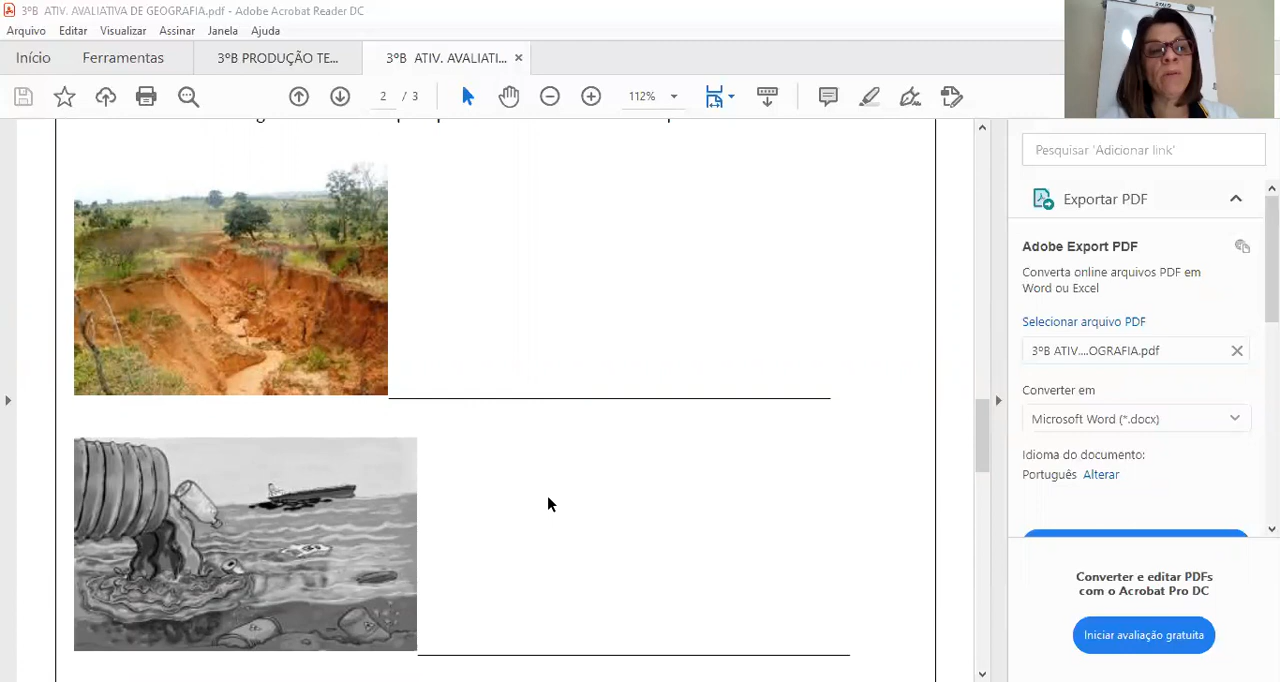 3ºB ATIV. AVALIATIVA DE GEOGRAFIA.pdf - Adobe Acrobat Reader DC
Arquivo Editar Visualizar Assinar Janela Ajuda
Início Ferramentas 3ºB PRODUÇÃO TE... 3ºB ATIV. AVALIATI... ×
2 / 3 112%
Pesquisar 'Adicionar link'
Exportar PDF
Adobe Export PDF
Converta online arquivos PDF em
Word ou Excel
Selecionar arquivo PDF
3ºB ATIV....OGRAFIA.pdf
Converter em
Microsoft Word (*.docx)
Idioma do documento:
Português Alterar
Converter e editar PDFs
com o Acrobat Pro DC
Iniciar avaliação gratuita